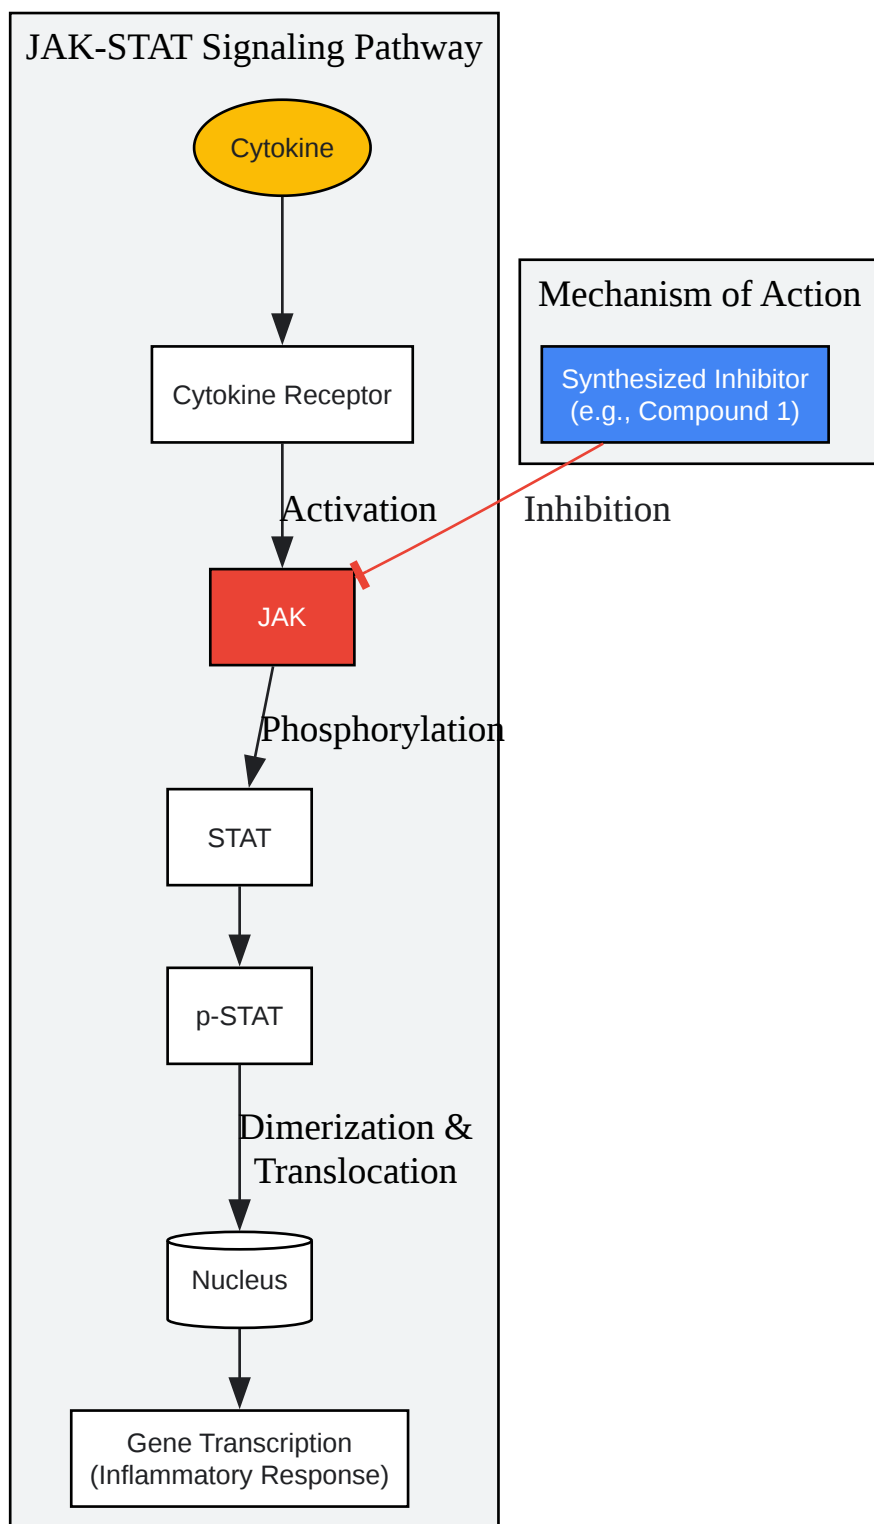 JAK-STAT Signaling Pathway
Cytokine
Mechanism of Action
Cytokine Receptor
Synthesized Inhibitor
(e.g., Compound 1)
Activation
Inhibition
JAK
Phosphorylation
STAT
p-STAT
Dimerization &
Translocation
Nucleus
Gene Transcription
(Inflammatory Response)